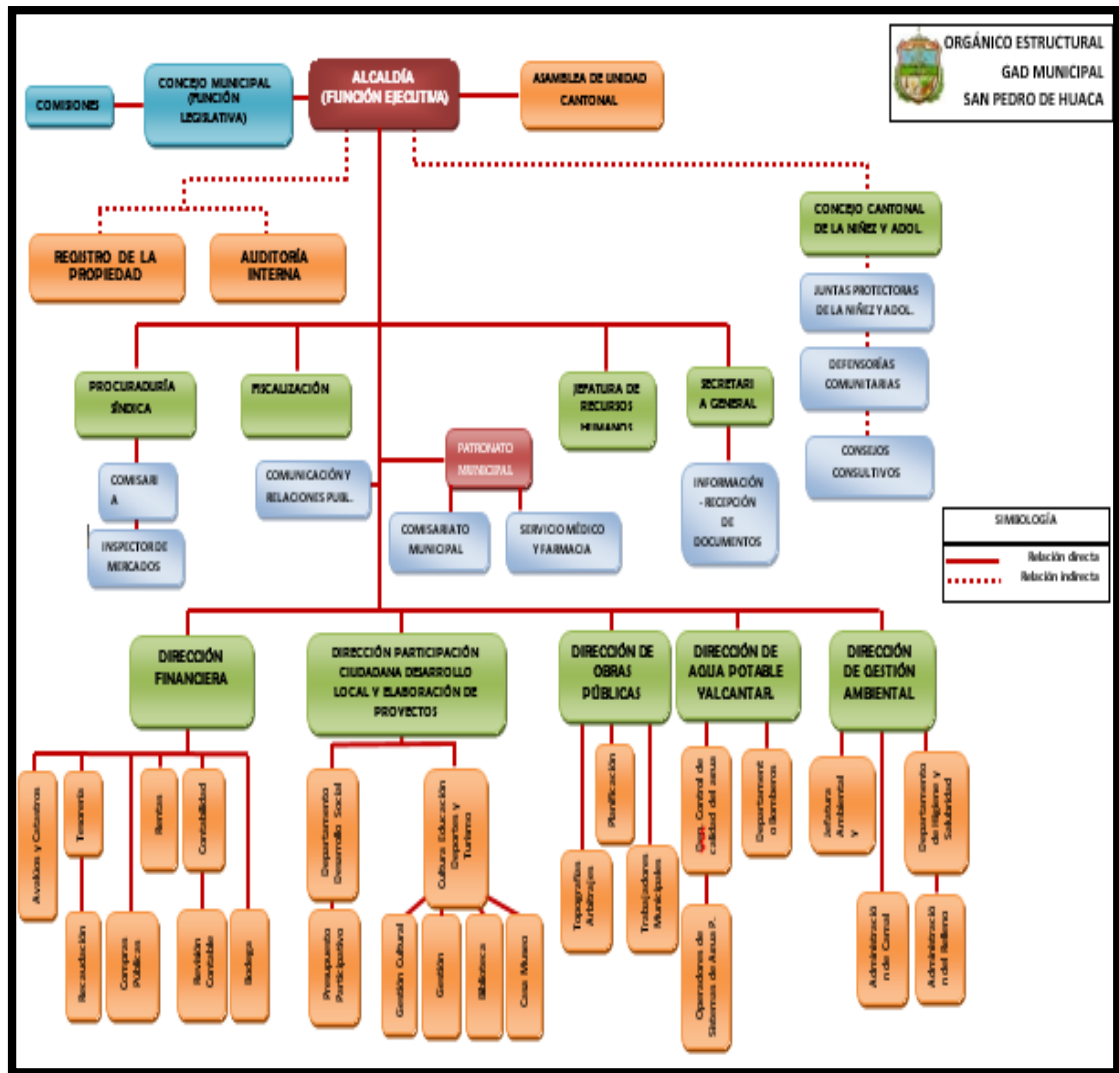 ORGÁNICO ESTRUCTURAL
GAD MUNICIPAL
SAN PEDRO DE HUACA
COMISIONES
CONCEJO MUNICIPAL
(FUNCIÓN
LEGISLATIVA)
ALCALDÍA
(FUNCIÓN EJECUTIVA)
ASAMBLEA DE UNIDAD
CANTONAL
REGISTRO DE LA
PROPIEDAD
AUDITORÍA
INTERNA
CONCEJO CANTONAL
DE LA NIÑEZ Y ADOL.
JUNTAS PROTECTORAS
DE LA NIÑEZ Y ADOL.
DEFENSORÍAS
COMUNITARIAS
CONSEJOS
CONSULTIVOS
PROCURADURÍA
SÍNDICA
FISCALIZACIÓN
JEFATURA DE
RECURSOS
HUMANOS
SECRETARI
A GENERAL
COMISARI
A
INSPECTOR DE
MERCADOS
COMUNICACIÓN Y
RELACIONES PUBL.
PATRONATO
MUNICIPAL
COMISARIATO
MUNICIPAL
SERVICIO MÉDICO
Y FARMACIA
INFORMACIÓN
- RECEPCIÓN
DE
DOCUMENTOS
SIMBOLOGÍA
Relación directa
Relación indirecta
DIRECCIÓN
FINANCIERA
DIRECCIÓN PARTICIPACIÓN
CIUDADANA DESARROLLO
LOCAL Y ELABORACIÓN DE
PROYECTOS
DIRECCIÓN DE
OBRAS
PÚBLICAS
DIRECCIÓN DE
AGUA POTABLE
YALCANTAR.
DIRECCIÓN
DE GESTIÓN
AMBIENTAL
Avalúos y Catastros
Tesorería
Rentas
Contabilidad
Recaudación
Compras
Públicas
Revisión
Contable
Bodega
Departamento
Desarrollo Social
Cultura Educación
Deportes y
Turismo
Presupuesto
Participativo
Gestión Cultural
Gestión
Biblioteca
Casa Museo
Planificación
Topografías
Arbitrajes
Trabajadores
Municipales
Control de
calidad del agua
Departament
o Bomberos
Operadores de
Sistemas de Agua P.
Jefatura
Ambiental
Y
Departamento
de Higiene y
Salubridad
Administració
n de Camal
Administració
n del Relleno